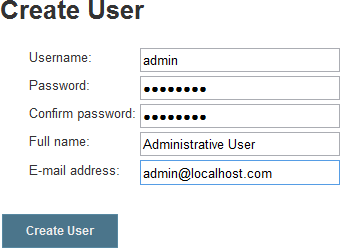 Create User
Username: admin
Password: ●●●●●●●●
Confirm password: ●●●●●●●●
Full name: Administrative User
E-mail address: admin@localhost.com
Create User